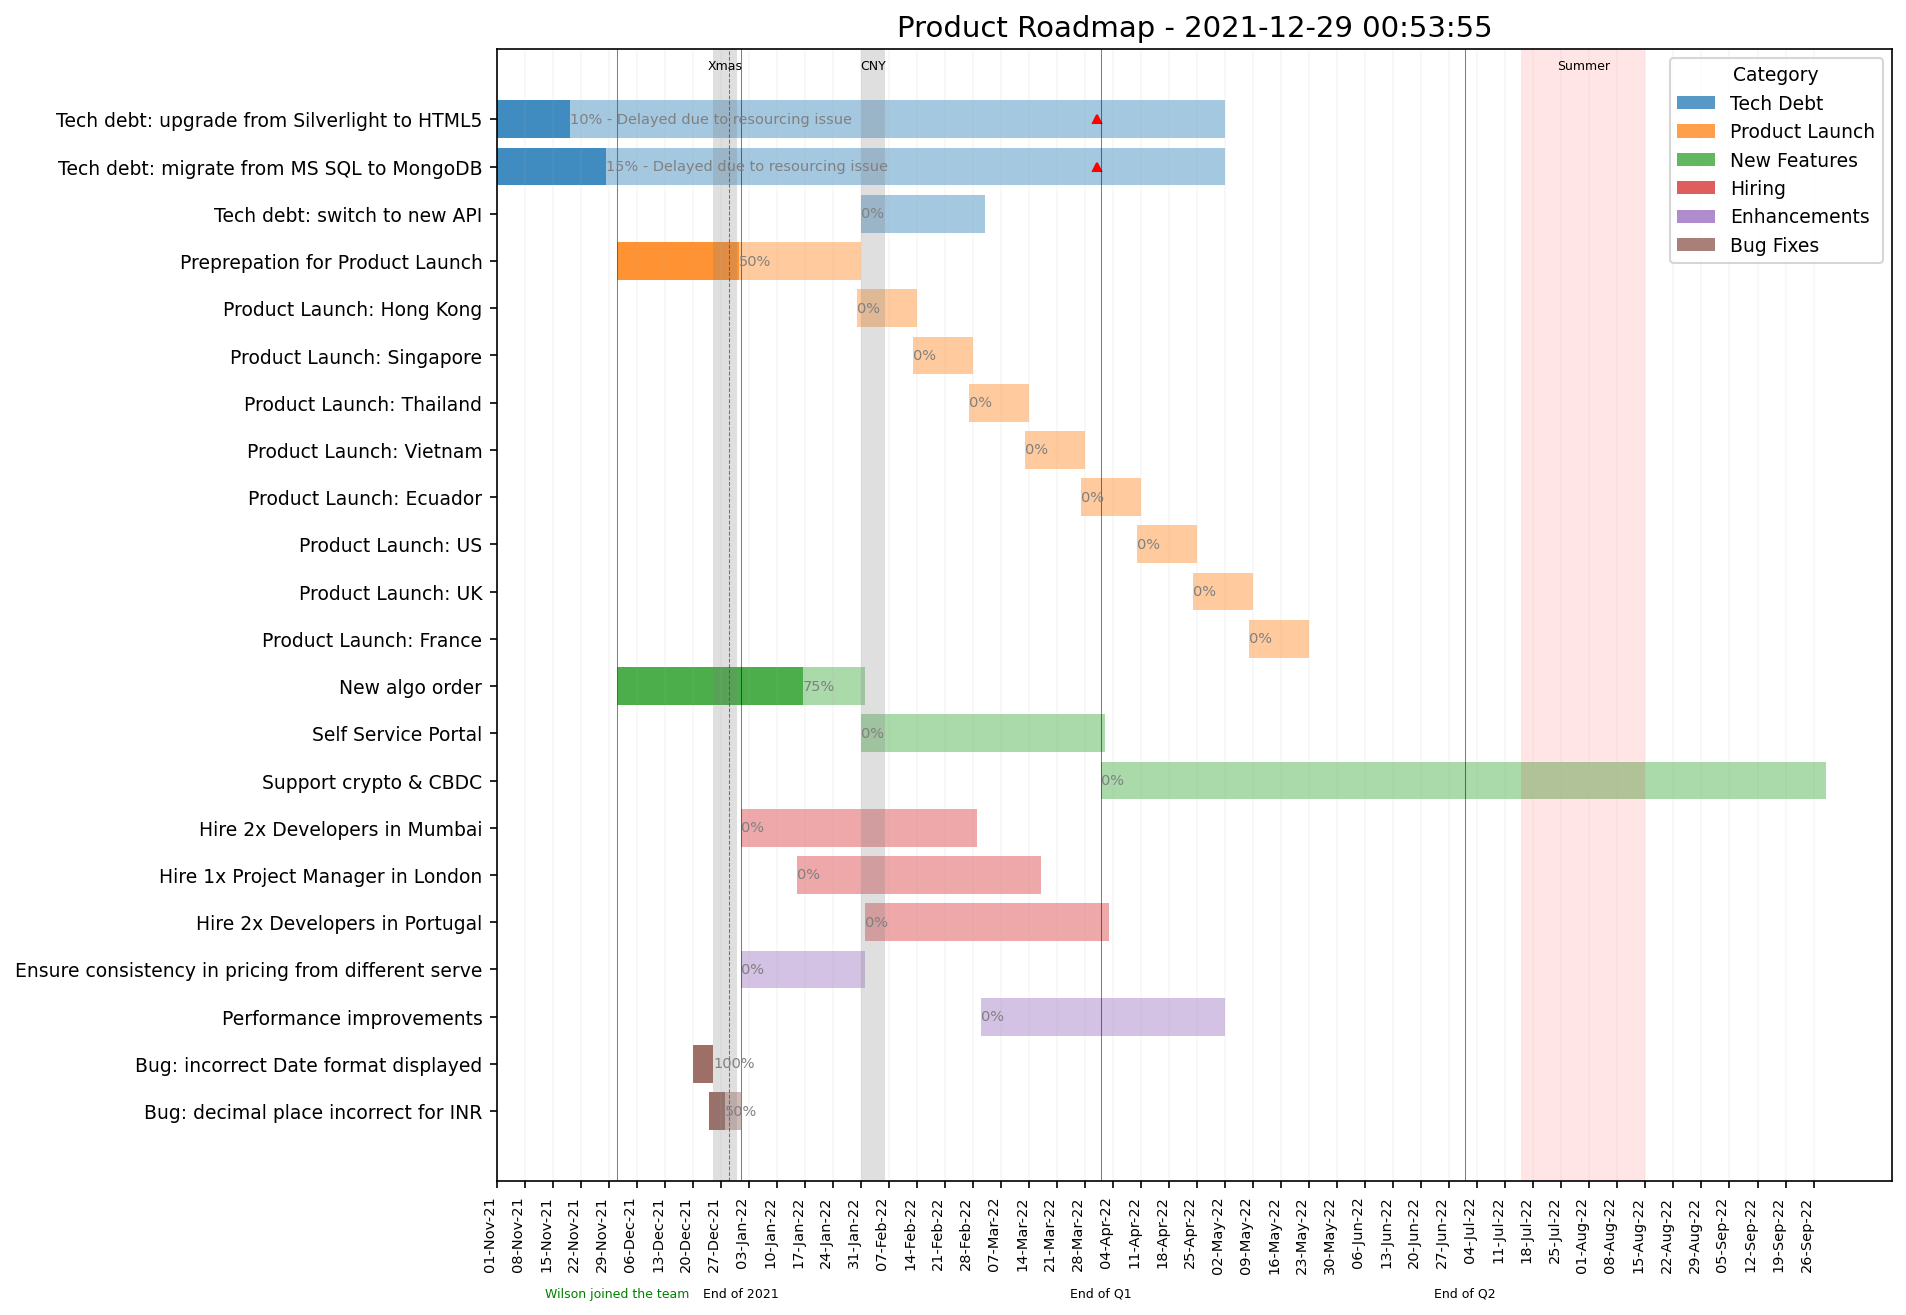 Product Roadmap - 2021-12-29 00:53:55
Xmas
CNY
Summer
Category
Tech Debt
Product Launch
New Features
Hiring
Enhancements
Bug Fixes
Tech debt: upgrade from Silverlight to HTML5
10% - Delayed due to resourcing issue
Tech debt: migrate from MS SQL to MongoDB
15% - Delayed due to resourcing issue
Tech debt: switch to new API
0%
Preprepation for Product Launch
50%
Product Launch: Hong Kong
0%
Product Launch: Singapore
0%
Product Launch: Thailand
0%
Product Launch: Vietnam
0%
Product Launch: Ecuador
0%
Product Launch: US
0%
Product Launch: UK
0%
Product Launch: France
0%
New algo order
75%
Self Service Portal
0%
Support crypto & CBDC
0%
Hire 2x Developers in Mumbai
0%
Hire 1x Project Manager in London
0%
Hire 2x Developers in Portugal
0%
Ensure consistency in pricing from different serve
0%
Performance improvements
0%
Bug: incorrect Date format displayed
100%
Bug: decimal place incorrect for INR
50%
01-Nov-21
08-Nov-21
15-Nov-21
22-Nov-21
29-Nov-21
06-Dec-21
13-Dec-21
20-Dec-21
27-Dec-21
03-Jan-22
10-Jan-22
17-Jan-22
24-Jan-22
31-Jan-22
07-Feb-22
14-Feb-22
21-Feb-22
28-Feb-22
07-Mar-22
14-Mar-22
21-Mar-22
28-Mar-22
04-Apr-22
11-Apr-22
18-Apr-22
25-Apr-22
02-May-22
09-May-22
16-May-22
23-May-22
30-May-22
06-Jun-22
13-Jun-22
20-Jun-22
27-Jun-22
04-Jul-22
11-Jul-22
18-Jul-22
25-Jul-22
01-Aug-22
08-Aug-22
15-Aug-22
22-Aug-22
29-Aug-22
05-Sep-22
12-Sep-22
19-Sep-22
26-Sep-22
Wilson joined the team
End of 2021
End of Q1
End of Q2